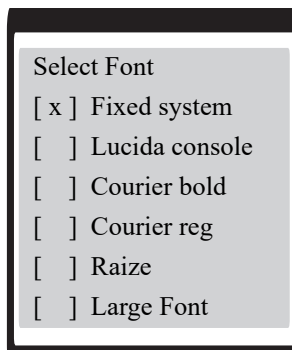 Select Font
[ x ] Fixed system
[   ] Lucida console
[   ] Courier bold
[   ] Courier reg
[   ] Raize
[   ] Large Font